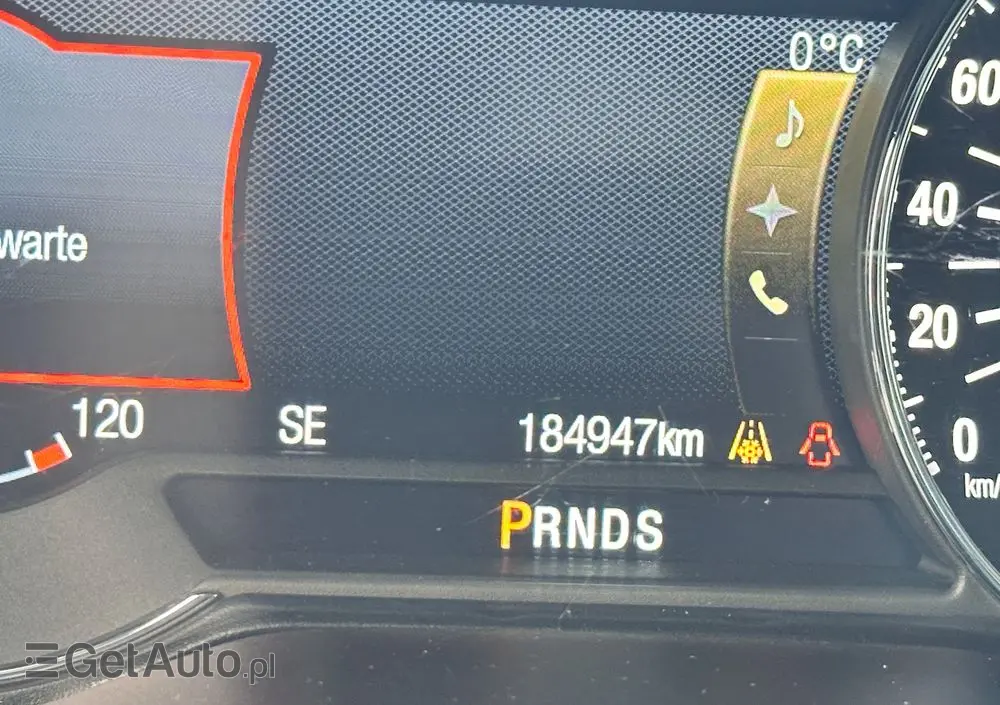 0°C
60
40
warte
20
120
SE
184947km
0
km/
PRNDS
GetAuto.pl